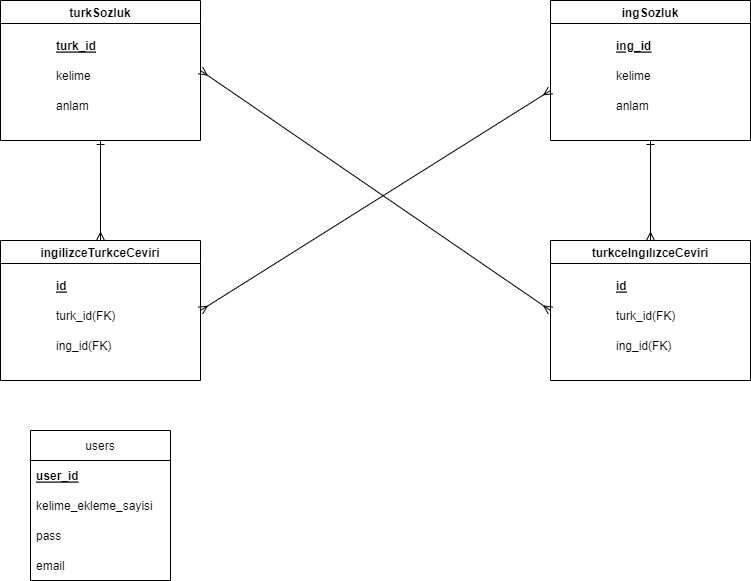 turkSozluk
turk_id
kelime
anlam
ingSozluk
ing_id
kelime
anlam
ingilizceTurkceCeviri
id
turk_id(FK)
ing_id(FK)
turkceIngılızceCeviri
id
turk_id(FK)
ing_id(FK)
users
user_id
kelime_ekleme_sayisi
pass
email